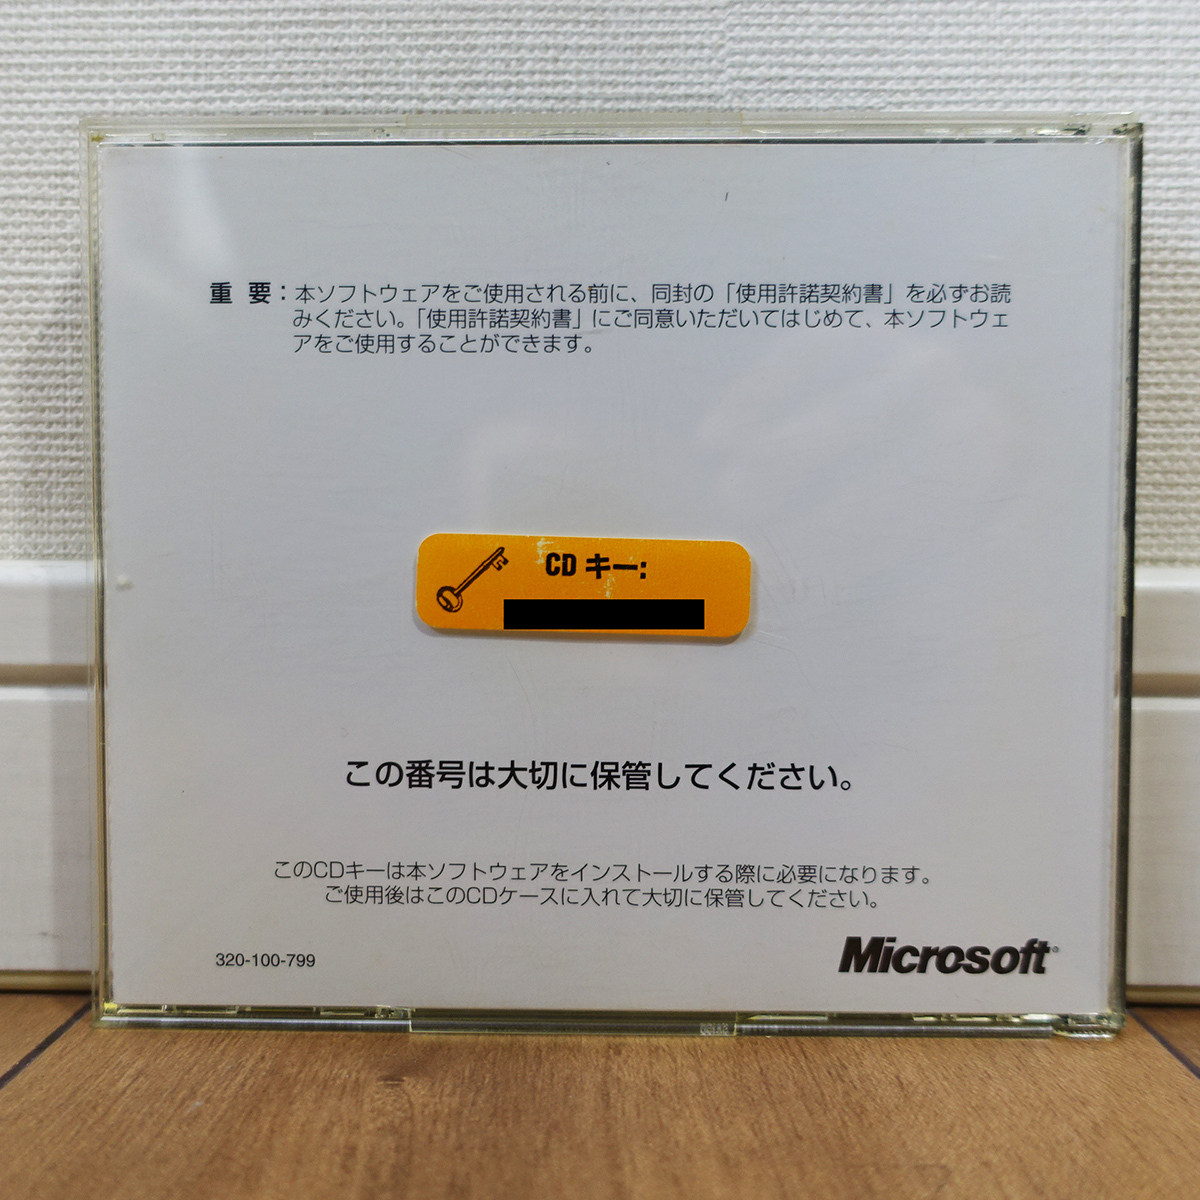 重 要：本ソフトウェアをご使用される前に、同封の「使用許諾契約書」を必ずお読
みください。「使用許諾契約書」にご同意いただいてはじめて、本ソフトウェ
アをご使用することができます。
CD キー:
この番号は大切に保管してください。
このCDキーは本ソフトウェアをインストールする際に必要になります。
ご使用後はこのCDケースに入れて大切に保管してください。
320-100-799
Microsoft®